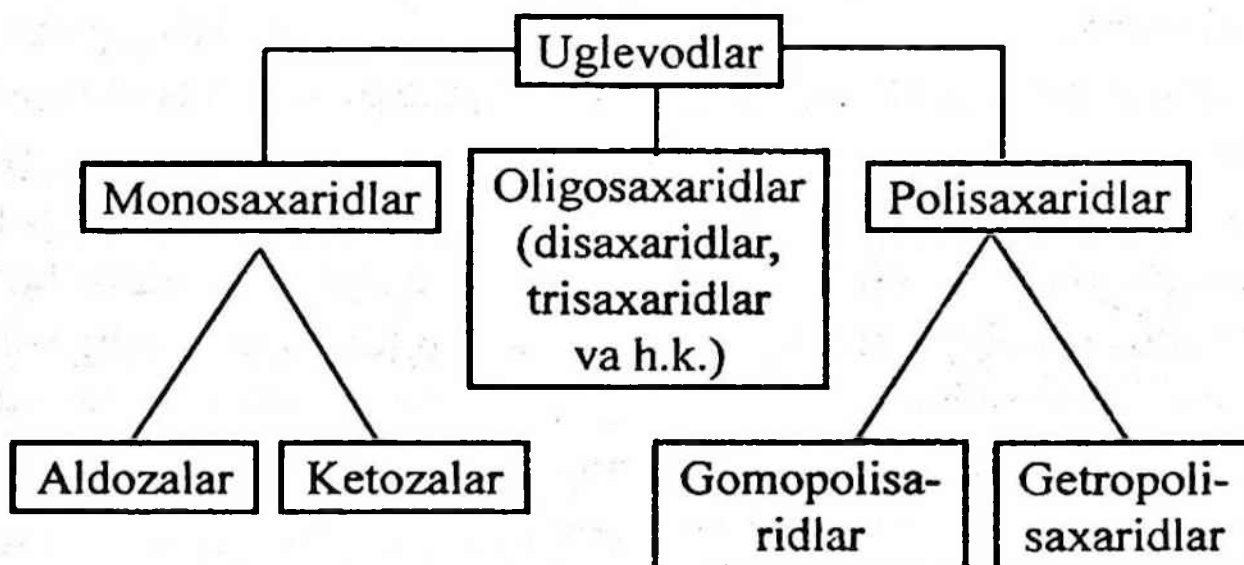 Uglevodlar
Monosaxaridlar
Oligosaxaridlar
(disaxaridlar,
trisaxaridlar
va h.k.)
Polisaxaridlar
Aldozalar
Ketozalar
Gomopolisa-
ridlar
Getropoli-
saxaridlar